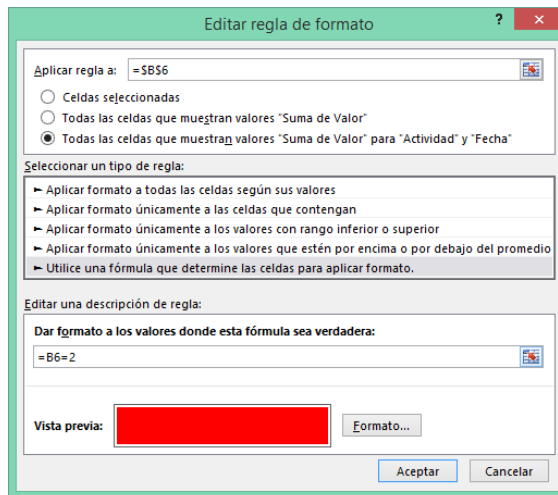 Editar regla de formato
?
×
Aplicar regla a: =$B$6
Celdas seleccionadas
Todas las celdas que muestran valores "Suma de Valor"
Todas las celdas que muestran valores "Suma de Valor" para "Actividad" y "Fecha"
Seleccionar un tipo de regla:
► Aplicar formato a todas las celdas según sus valores
► Aplicar formato únicamente a las celdas que contengan
► Aplicar formato únicamente a los valores con rango inferior o superior
► Aplicar formato únicamente a los valores que estén por encima o por debajo del promedio
► Utilice una fórmula que determine las celdas para aplicar formato.
Editar una descripción de regla:
Dar formato a los valores donde esta fórmula sea verdadera:
=B6=2
Vista previa:
Formato...
Aceptar
Cancelar